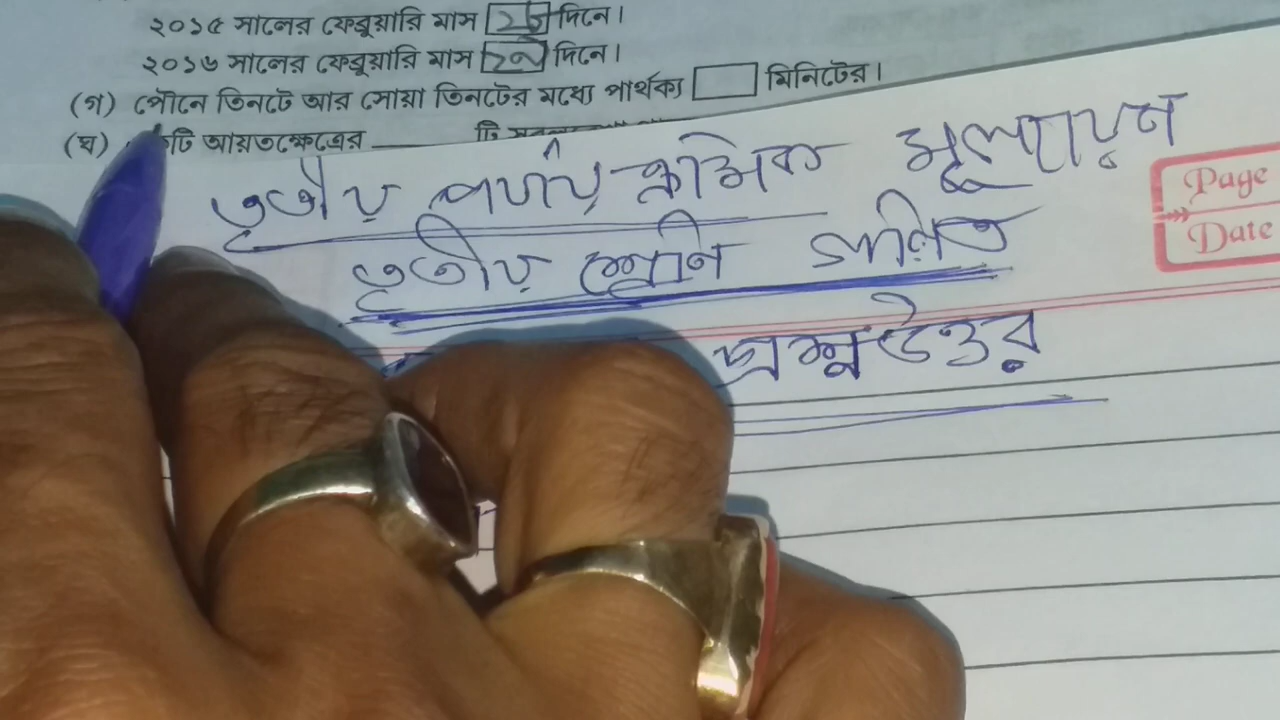 ২০১৫ সালের ফেব্রুয়ারি মাস ২৮ দিনে।
২০১৬ সালের ফেব্রুয়ারি মাস ২৯ দিনে।
(গ) পৌনে তিনটে আর সোয়া তিনটের মধ্যে পার্থক্য মিনিটের।
(ঘ) আয়তক্ষেত্রের
তৃতীয় পর্যায় ক্রমিক মূল্যায়ণ
তৃতীয় শ্রেনি গণিত
প্রশ্নউত্তর
Page
Date